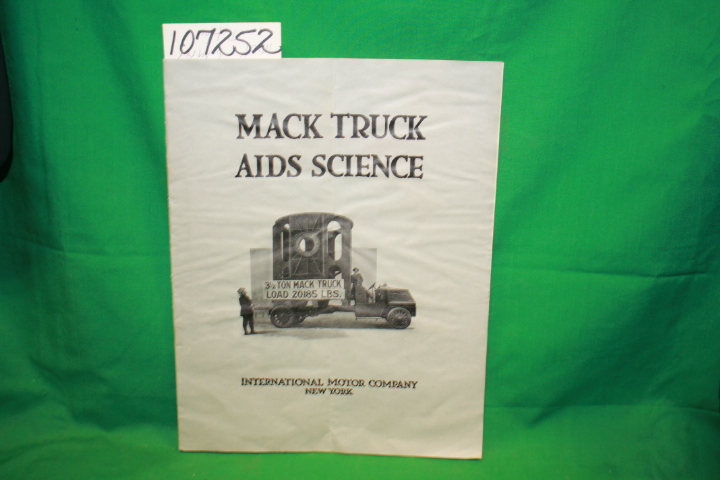 107252
MACK TRUCK
AIDS SCIENCE
3½ TON MACK TRUCK
LOAD 20185 LBS.
INTERNATIONAL MOTOR COMPANY
NEW YORK